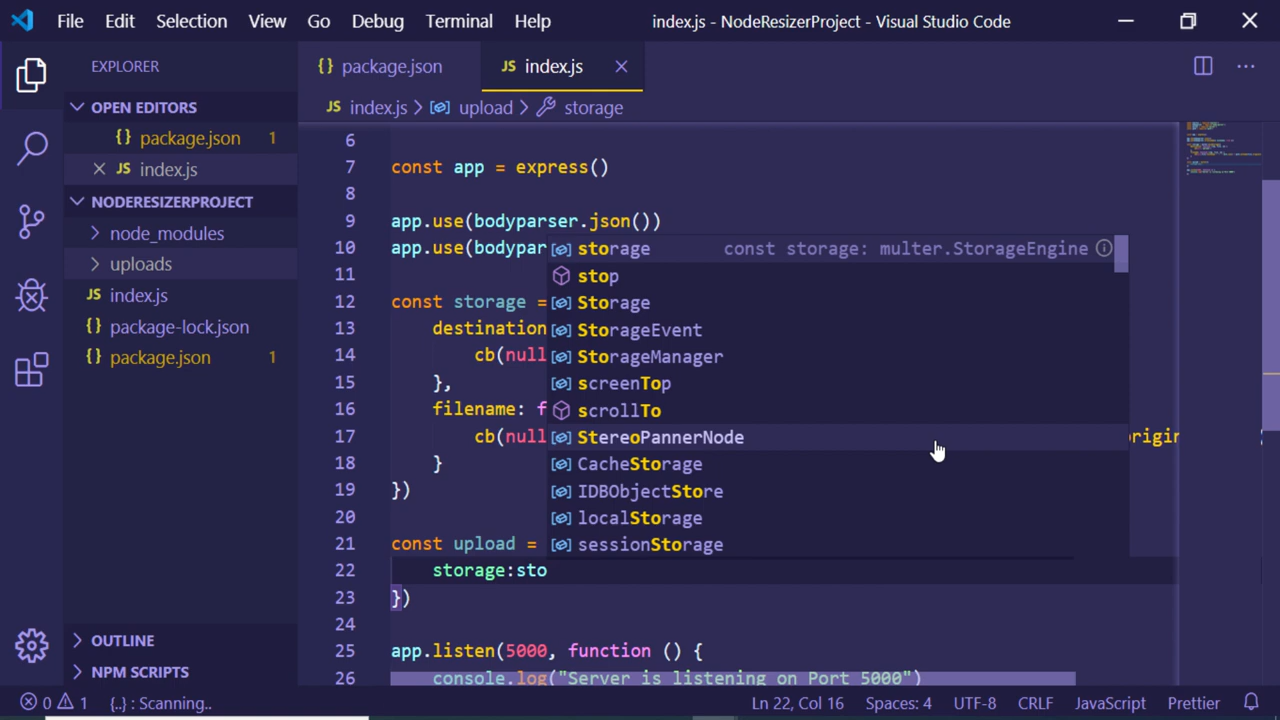 File Edit Selection View Go Debug Terminal Help index.js - NodeResizerProject - Visual Studio Code
EXPLORER
OPEN EDITORS
{} package.json 1
JS index.js
NODERESIZERPROJECT
node_modules
uploads
JS index.js
{} package-lock.json
{} package.json 1
OUTLINE
NPM SCRIPTS
{} package.json JS index.js
JS index.js > upload > storage
6
7 const app = express()
8
9 app.use(bodyparser.json())
10 app.use(bodypar
11
12 const storage =
13 destination
14 cb(null
15 },
16 filename: f
17 cb(null origin
18 }
19 })
20
21 const upload =
22 storage:sto
23 })
24
25 app.listen(5000, function () {
26 console.log("Server is listening on Port 5000")
storage const storage: multer.StorageEngine
stop
Storage
StorageEvent
StorageManager
screenTop
scrollTo
StereoPannerNode
CacheStorage
IDBObjectStore
localStorage
sessionStorage
0 1 {..} : Scanning.. Ln 22, Col 16 Spaces: 4 UTF-8 CRLF JavaScript Prettier